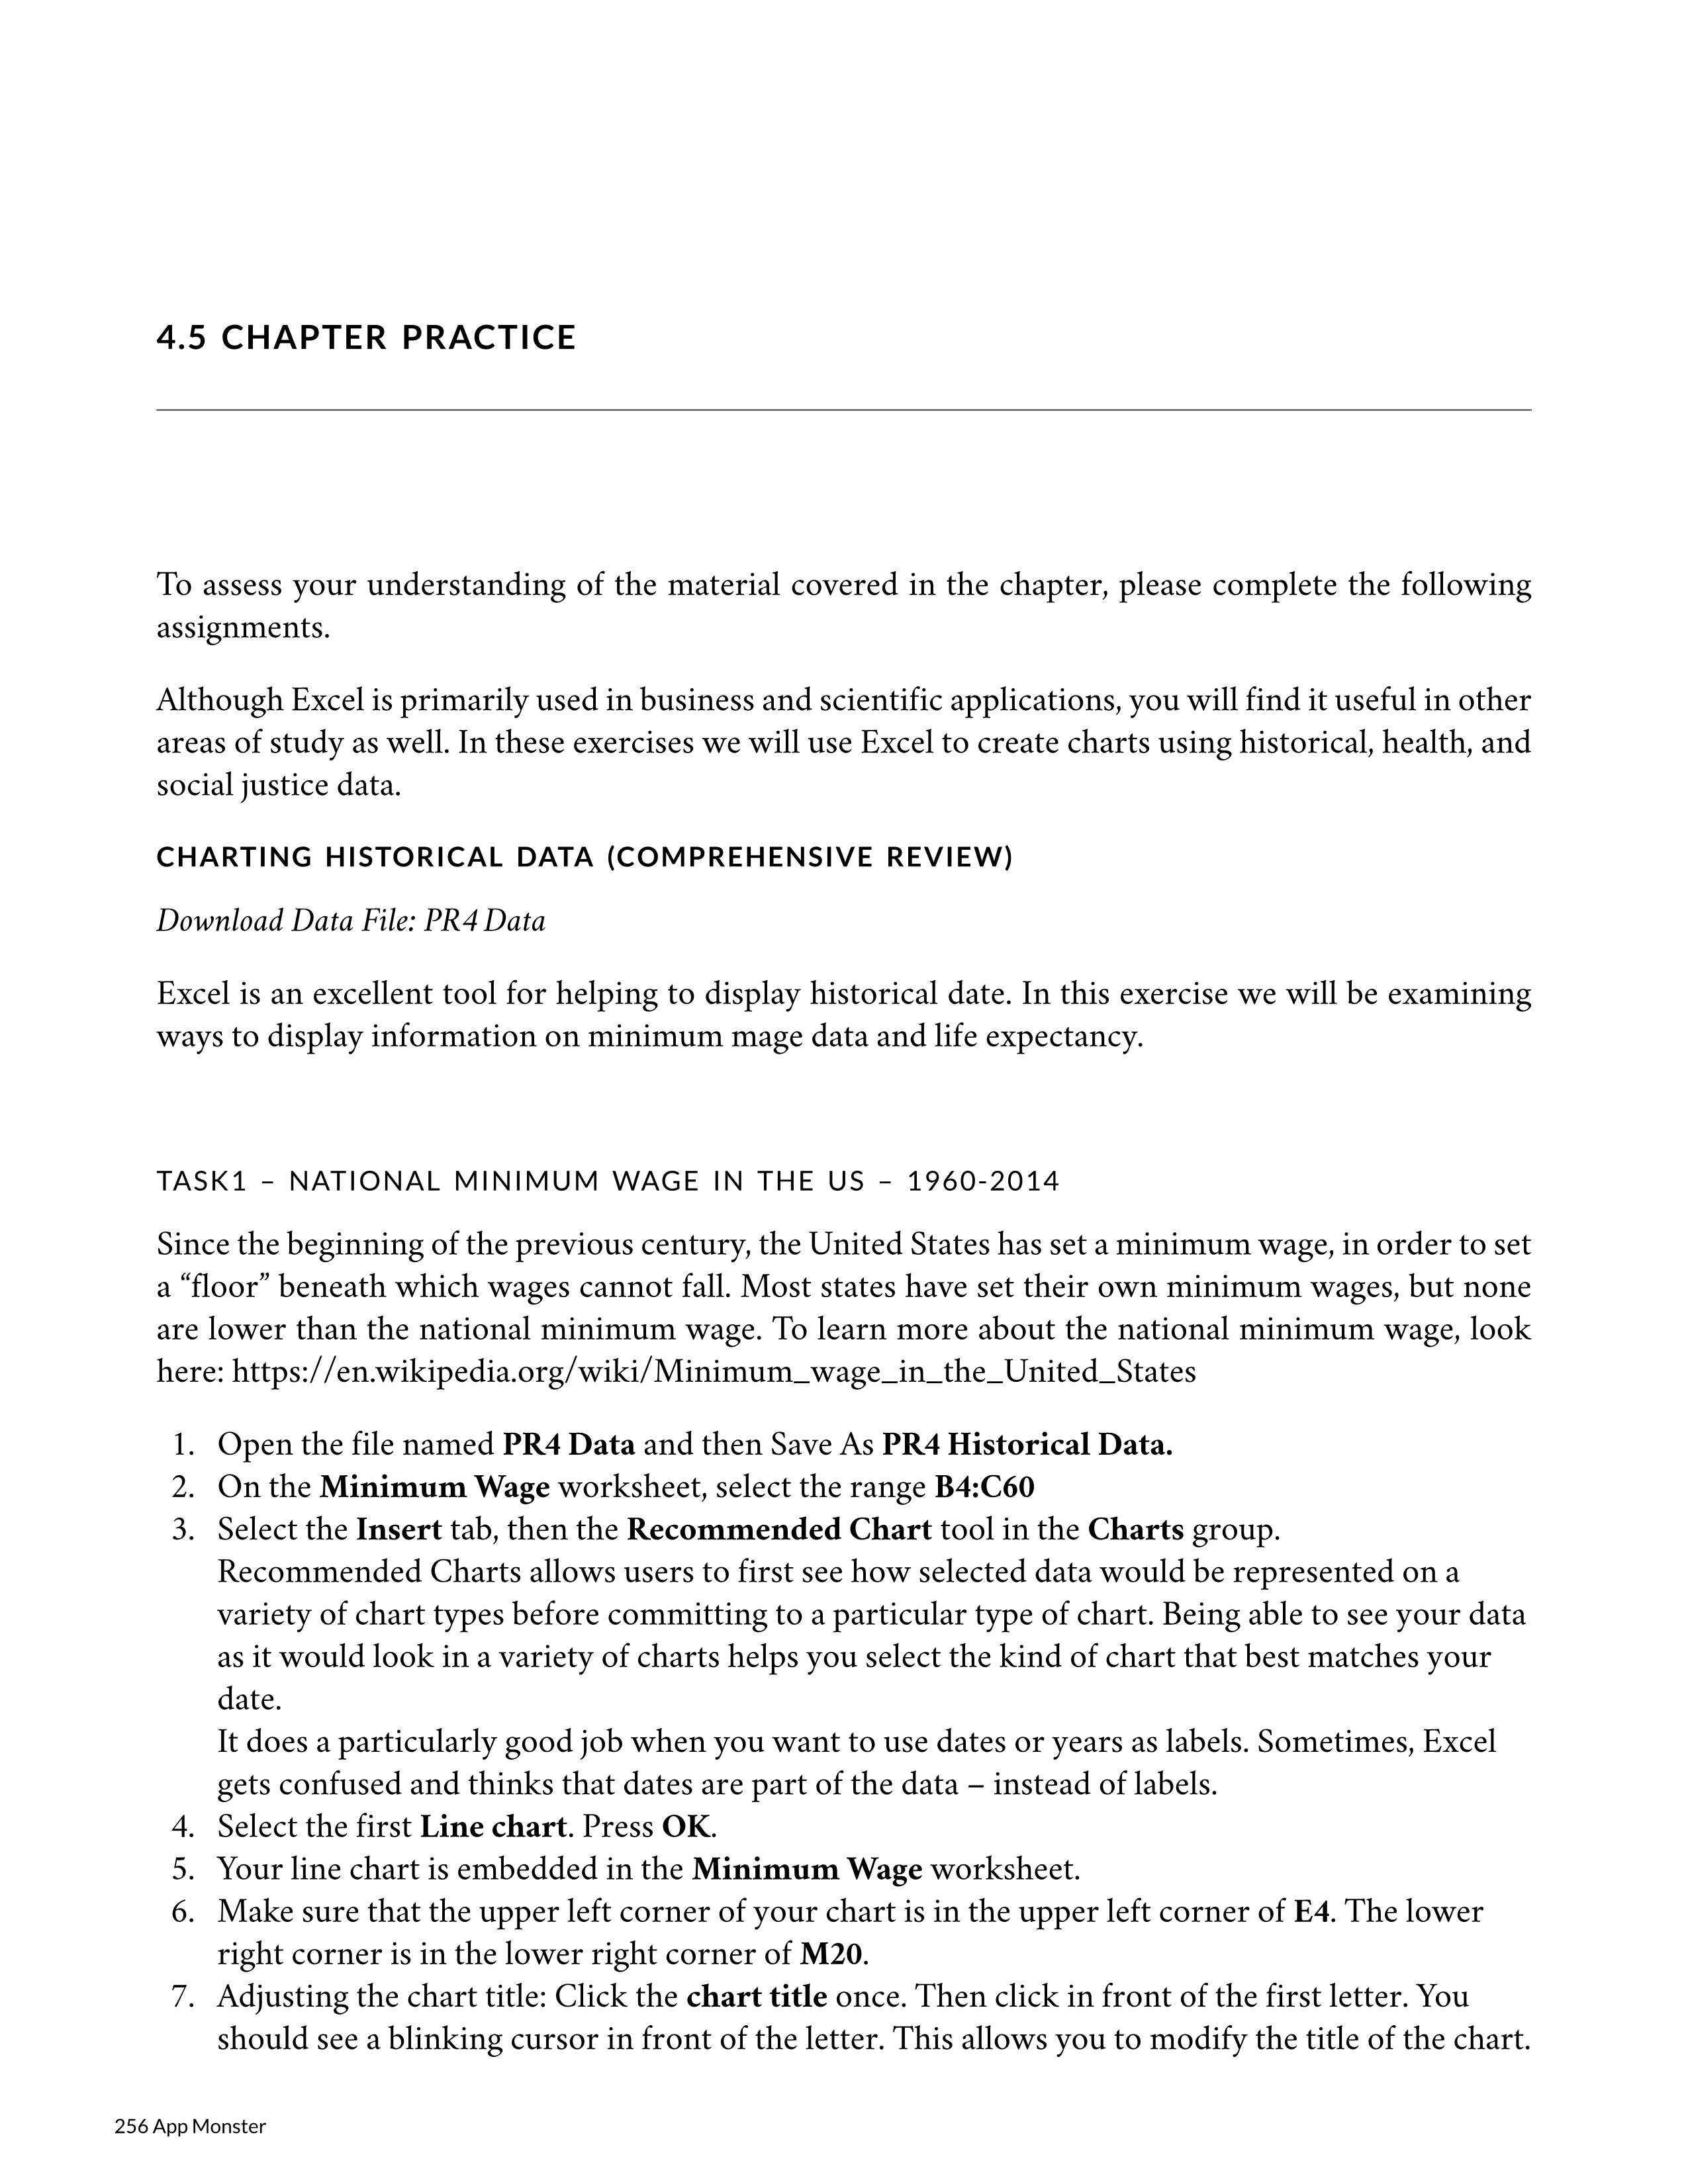 4.5 CHAPTER PRACTICE
To assess your understanding of the material covered in the chapter, please complete the following
assignments.
Although Excel is primarily used in business and scientific applications, you will find it useful in other
areas of study as well. In these exercises we will use Excel to create charts using historical, health, and
social justice data.
CHARTING HISTORICAL DATA (COMPREHENSIVE REVIEW)
Download Data File: PR4 Data
Excel is an excellent tool for helping to display historical date. In this exercise we will be examining
ways to display information on minimum mage data and life expectancy.
TASK1 – NATIONAL MINIMUM WAGE IN THE US – 1960-2014
Since the beginning of the previous century, the United States has set a minimum wage, in order to set
a “floor” beneath which wages cannot fall. Most states have set their own minimum wages, but none
are lower than the national minimum wage. To learn more about the national minimum wage, look
here: https://en.wikipedia.org/wiki/Minimum_wage_in_the_United_States
1. Open the file named PR4 Data and then Save As PR4 Historical Data.
2. On the Minimum Wage worksheet, select the range B4:C60
3. Select the Insert tab, then the Recommended Chart tool in the Charts group.
Recommended Charts allows users to first see how selected data would be represented on a
variety of chart types before committing to a particular type of chart. Being able to see your data
as it would look in a variety of charts helps you select the kind of chart that best matches your
date.
It does a particularly good job when you want to use dates or years as labels. Sometimes, Excel
gets confused and thinks that dates are part of the data – instead of labels.
4. Select the first Line chart. Press OK.
5. Your line chart is embedded in the Minimum Wage worksheet.
6. Make sure that the upper left corner of your chart is in the upper left corner of E4. The lower
right corner is in the lower right corner of M20.
7. Adjusting the chart title: Click the chart title once. Then click in front of the first letter. You
should see a blinking cursor in front of the letter. This allows you to modify the title of the chart.
256 App Monster